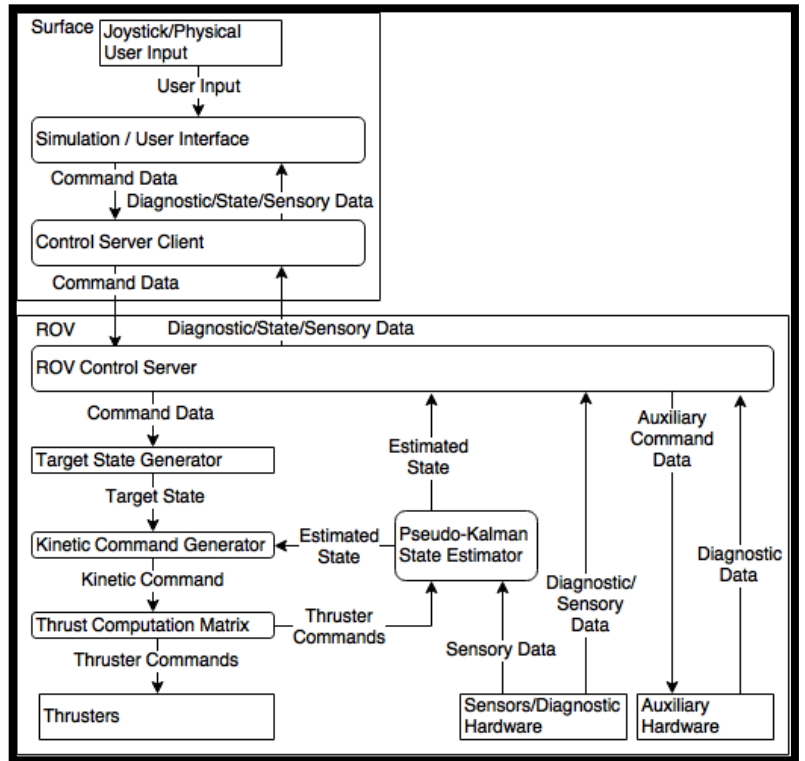 Surface
Joystick/Physical
User Input
User Input
Simulation / User Interface
Command Data
Diagnostic/State/Sensory Data
Control Server Client
Command Data
ROV
Diagnostic/State/Sensory Data
ROV Control Server
Command Data
Target State Generator
Target State
Kinetic Command Generator
Kinetic Command
Thrust Computation Matrix
Thruster Commands
Thrusters
Estimated
State
Estimated
State
Pseudo-Kalman
State Estimator
Thruster
Commands
Sensory Data
Diagnostic/
Sensory
Data
Sensors/Diagnostic
Hardware
Auxiliary
Command
Data
Diagnostic
Data
Auxiliary
Hardware